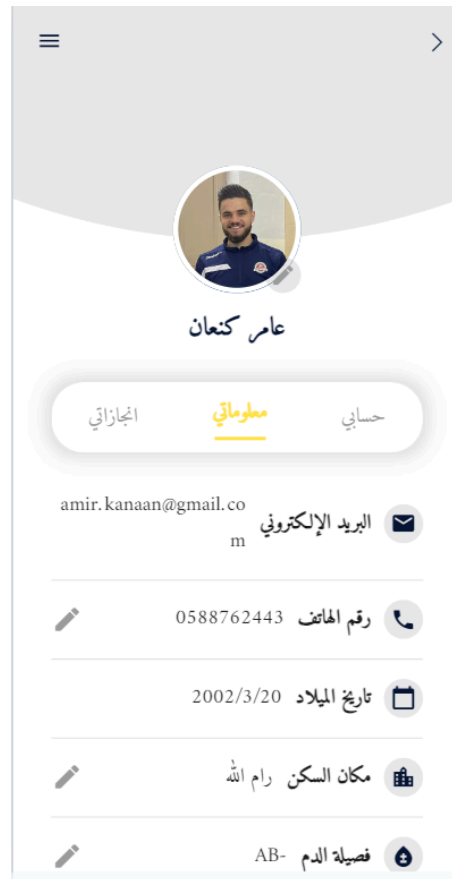 عامر كنعان
حسابي معلوماتي انجازاتي
البريد الإلكتروني amir.kanaan@gmail.co
m
رقم الهاتف 0588762443
تاريخ الميلاد 2002/3/20
مكان السكن رام الله
فصيلة الدم AB-